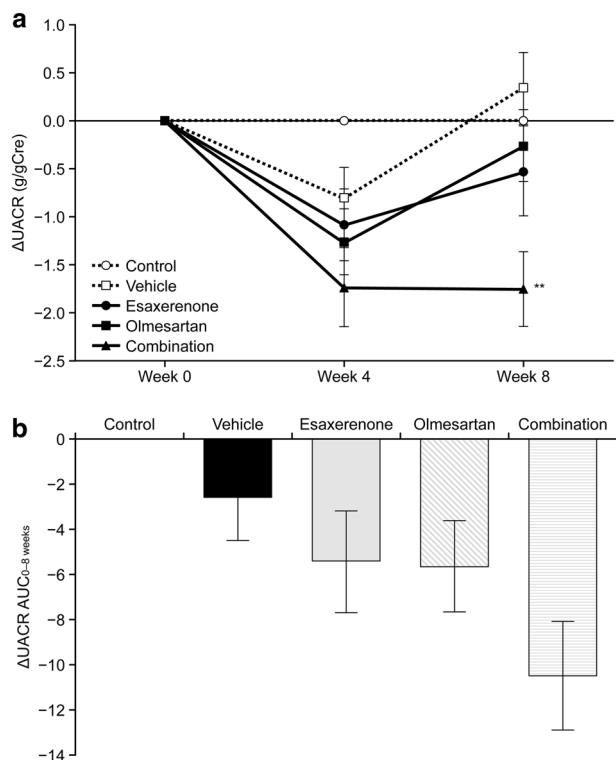 a
1.0
0.5
0.0
−0.5
−1.0
−1.5
−2.0
−2.5
ΔUACR (g/gCre)
Control
Vehicle
Esaxerenone
Olmesartan
Combination
**
Week 0 Week 4 Week 8
b
Control Vehicle Esaxerenone Olmesartan Combination
0
−2
−4
−6
−8
−10
−12
−14
ΔUACR AUC0–8 weeks